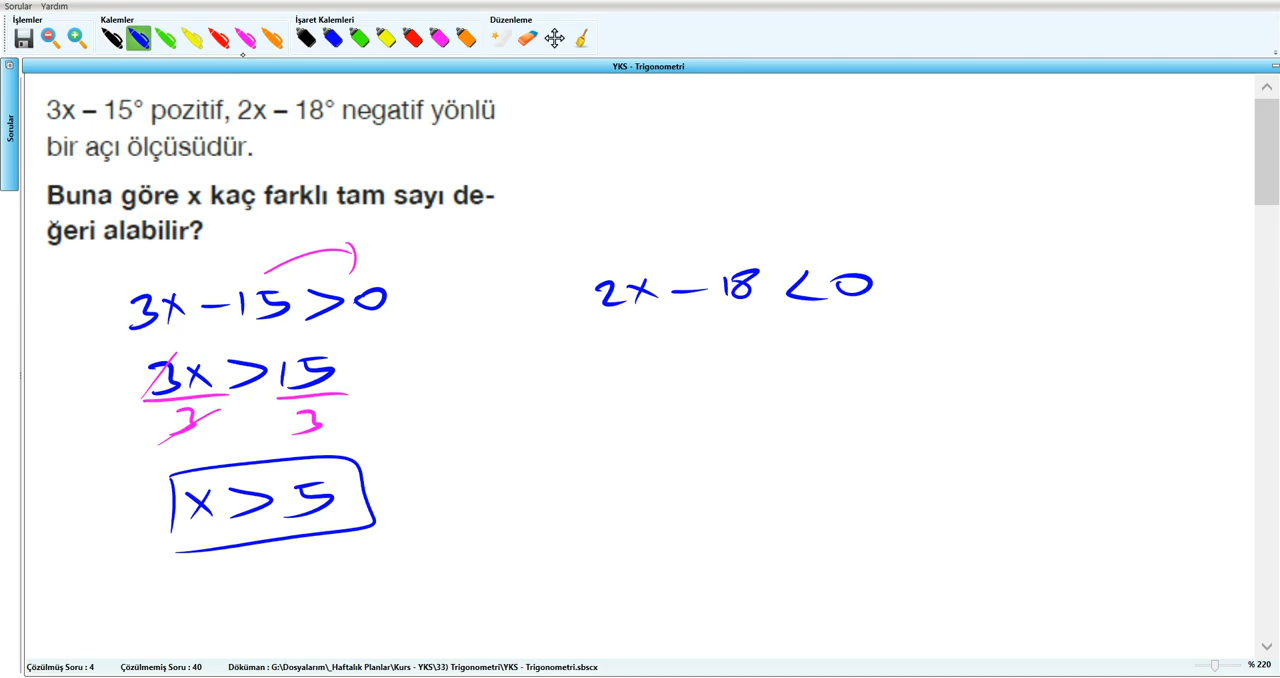 Sorular Yardım
İşlemler Kalemler İşaret Kalemleri Düzenleme
YKS - Trigonometri
Sorular
3x – 15° pozitif, 2x – 18° negatif yönlü
bir açı ölçüsüdür.
Buna göre x kaç farklı tam sayı de-
ğeri alabilir?
3x - 15 > 0
3x > 15
3 3
x > 5
2x - 18 < 0
Çözülmüş Soru : 4 Çözülmemiş Soru : 40 Döküman : G:\Dosyalarım\_Haftalık Planlar\Kurs - YKS\33) Trigonometri\YKS - Trigonometri.sbscx % 220